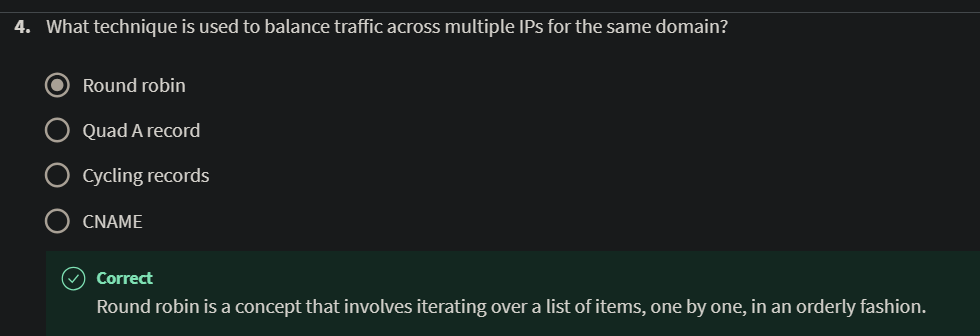 4. What technique is used to balance traffic across multiple IPs for the same domain?
Round robin
Quad A record
Cycling records
CNAME
Correct
Round robin is a concept that involves iterating over a list of items, one by one, in an orderly fashion.